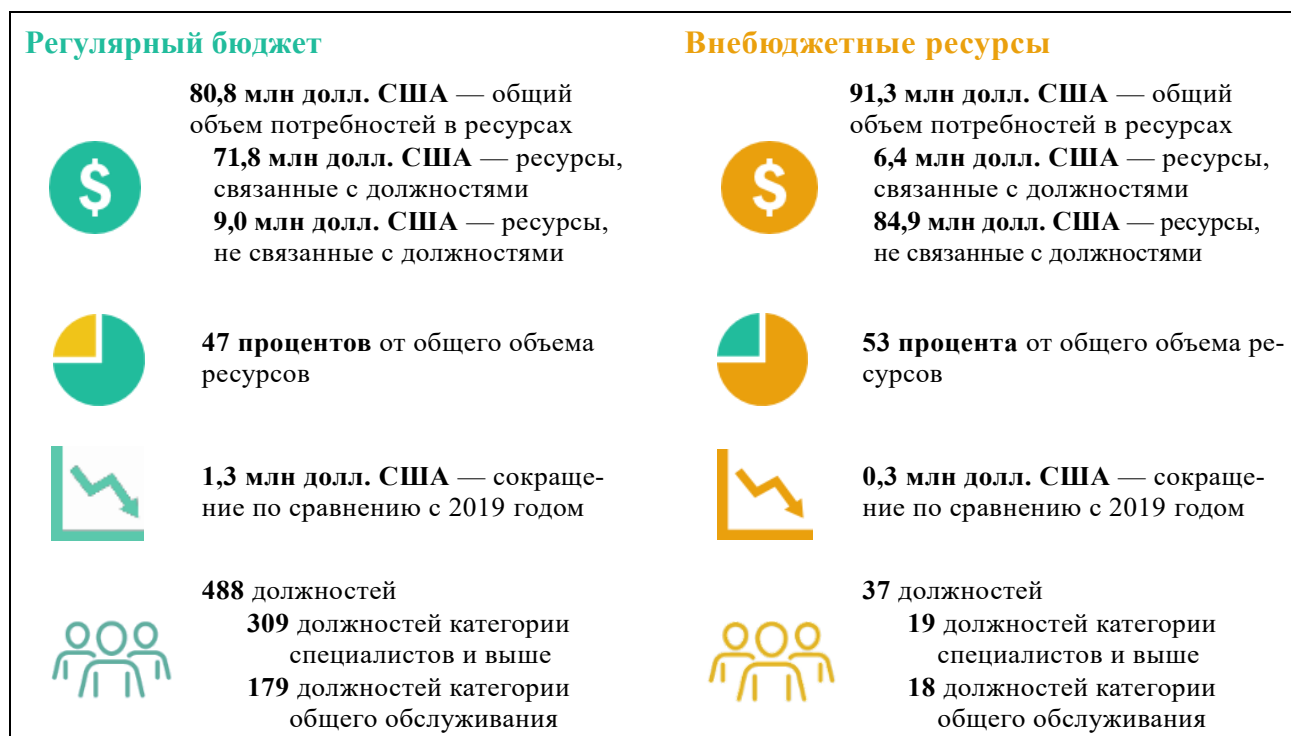 Регулярный бюджет
80,8 млн долл. США — общий
объем потребностей в ресурсах
71,8 млн долл. США — ресурсы,
связанные с должностями
9,0 млн долл. США — ресурсы,
не связанные с должностями
47 процентов от общего объема
ресурсов
1,3 млн долл. США — сокраще-
ние по сравнению с 2019 годом
488 должностей
309 должностей категории
специалистов и выше
179 должностей категории
общего обслуживания
Внебюджетные ресурсы
91,3 млн долл. США — общий
объем потребностей в ресурсах
6,4 млн долл. США — ресурсы,
связанные с должностями
84,9 млн долл. США — ресурсы,
не связанные с должностями
53 процента от общего объема ре-
сурсов
0,3 млн долл. США — сокраще-
ние по сравнению с 2019 годом
37 должностей
19 должностей категории
специалистов и выше
18 должностей категории
общего обслуживания